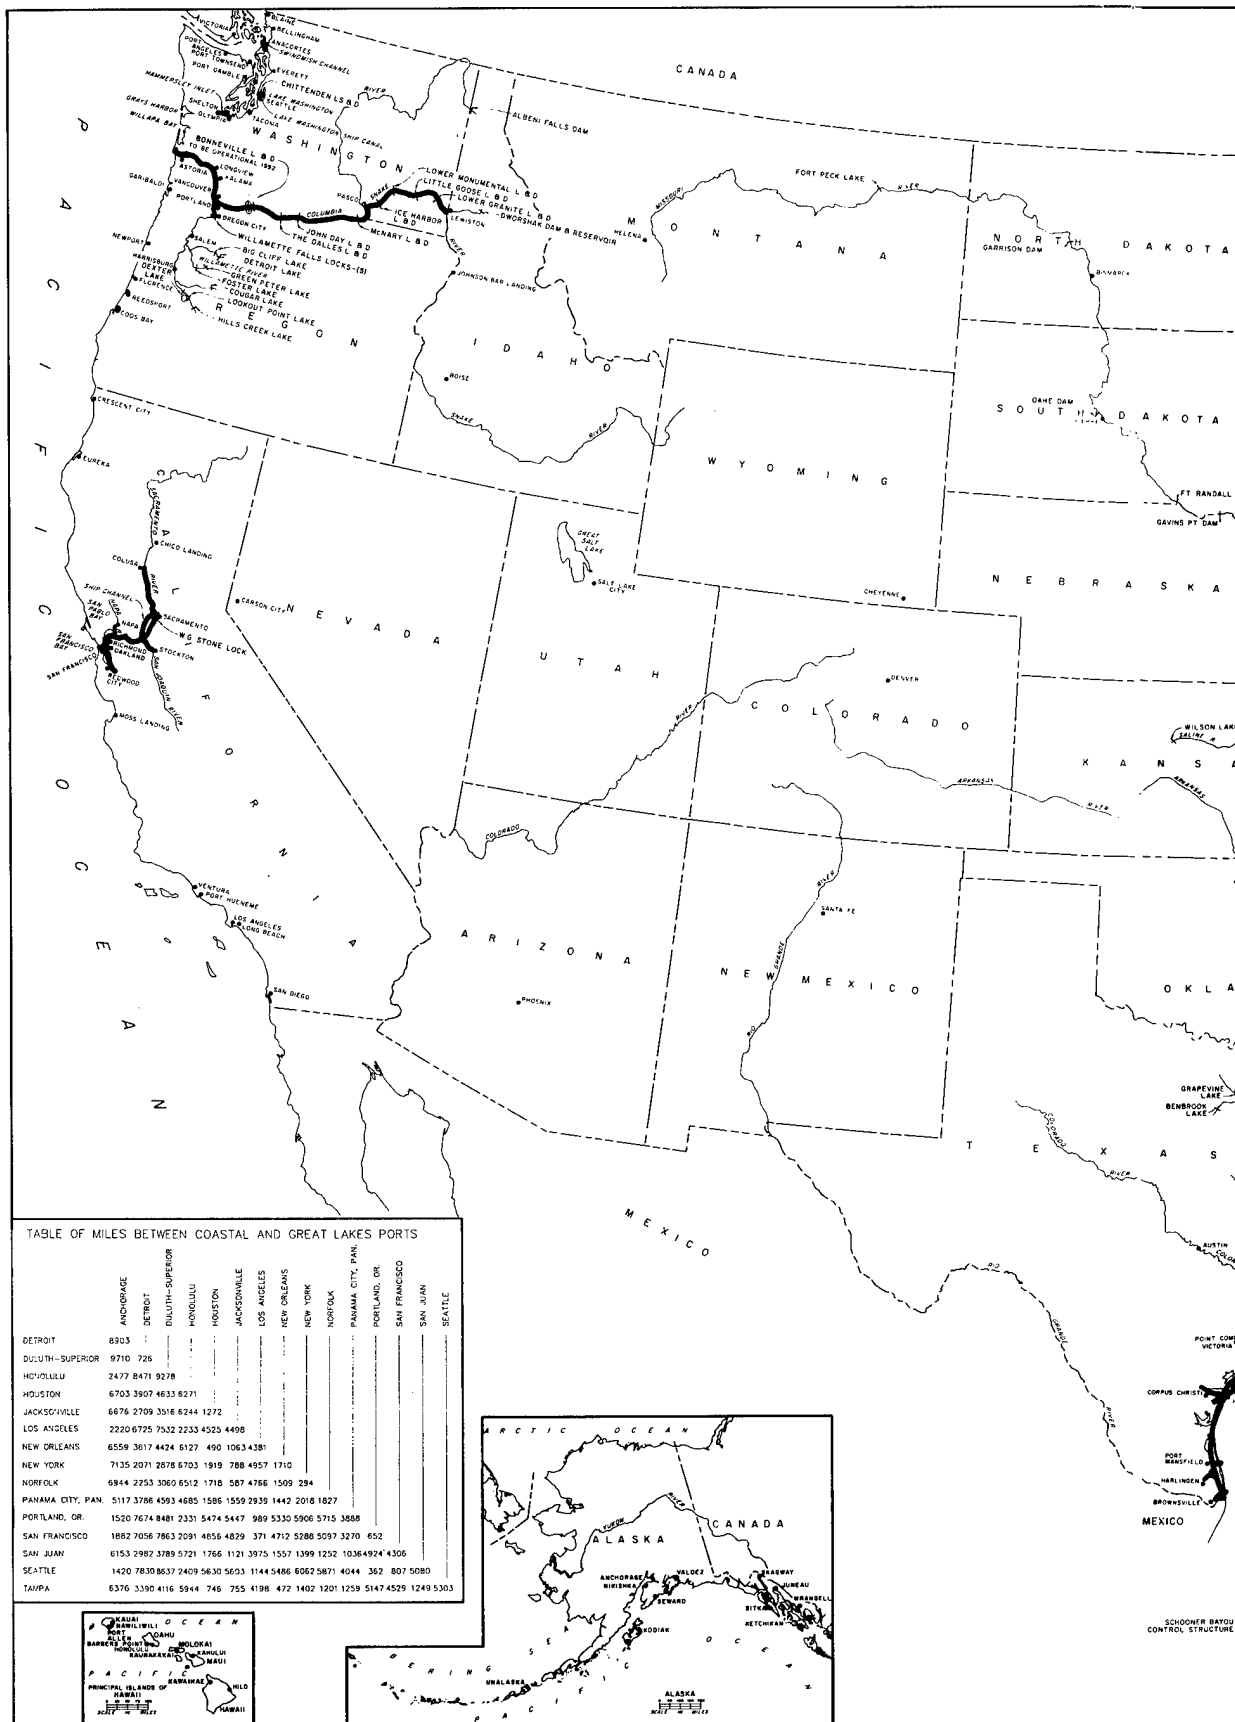 CANADA
VICTORIA
BLAINE
BELLINGHAM
ANACORTES
SWINOMISH CHANNEL
PORT ANGELES
PORT TOWNSEND
PORT GAMBLE
EVERETT
CHITTENDEN LS & D
HAMMERSLEY INLET
LAKE WASHINGTON
SEATTLE
SHELTON
GRAYS HARBOR
OLYMPIA
TACOMA
LAKE WASHINGTON SHIP CANAL
WILLAPA BAY
WASHINGTON
RIVER
ALBENI FALLS DAM
BONNEVILLE L & D
TO BE OPERATIONAL 1992
ASTORIA
LONGVIEW
KALAMA
VANCOUVER
GARIBALDI
PORTLAND
OREGON CITY
COLUMBIA
PASCO
SNAKE
LOWER MONUMENTAL L & D
LITTLE GOOSE L & D
LOWER GRANITE L & D
DWORSHAK DAM & RESERVOIR
LEWISTON
ICE HARBOR
L & D
McNARY L & D
JOHN DAY L & D
THE DALLES L & D
WILLAMETTE FALLS LOCKS-(5)
BIG CLIFF LAKE
DETROIT LAKE
WILLAMETTE RIVER
GREEN PETER LAKE
FOSTER LAKE
COUGAR LAKE
LOOKOUT POINT LAKE
HILLS CREEK LAKE
NEWPORT
SALEM
HARRISBURG
DEXTER LAKE
FLORENCE
REEDSPORT
COOS BAY
OREGON
RIVER
JOHNSON BAR LANDING
IDAHO
BOISE
SNAKE
RIVER
MISSOURI
HELENA
MONTANA
FORT PECK LAKE
RIVER
NORTH DAKOTA
GARRISON DAM
BISMARCK
OAHE DAM
SOUTH DAKOTA
FT RANDALL
GAVINS PT DAM
WYOMING
CHEYENNE
NEBRASKA
PACIFIC OCEAN
CRESCENT CITY
EUREKA
CALIFORNIA
SACRAMENTO
RIVER
CHICO LANDING
COLUSA
SHIP CHANNEL
SAN PABLO BAY
NAPA R
NAPA
SACRAMENTO
W G STONE LOCK
RICHMOND
OAKLAND
STOCKTON
SAN FRANCISCO BAY
SAN FRANCISCO
REDWOOD CITY
SAN JOAQUIN RIVER
MOSS LANDING
CARSON CITY
NEVADA
GREAT SALT LAKE
SALT LAKE CITY
UTAH
DENVER
COLORADO
RIVER
COLORADO
ARKANSAS
RIVER
WILSON LAKE
SALINE R
KANSA
ARKANSAS
VENTURA
PORT HUENEME
LOS ANGELES
LONG BEACH
SAN DIEGO
ARIZONA
PHOENIX
NEW MEXICO
SANTA FE
RIVER
GRANDE
RIO
OKLA
GRAPEVINE LAKE
BENBROOK LAKE
TEXAS
COLORADO
RIVER
AUSTIN
MEXICO
RIO
GRANDE
RIVER
CORPUS CHRISTI
PORT MANSFIELD
HARLINGEN
BROWNSVILLE
MEXICO
SCHOONER BAYOU
CONTROL STRUCTURE
TABLE OF MILES BETWEEN COASTAL AND GREAT LAKES PORTS
ANCHORAGE DETROIT DULUTH-SUPERIOR HONOLULU HOUSTON JACKSONVILLE LOS ANGELES NEW ORLEANS NEW YORK NORFOLK PANAMA CITY, PAN. PORTLAND, OR. SAN FRANCISCO SAN JUAN SEATTLE
DETROIT 8903
DULUTH-SUPERIOR 9710 726
HONOLULU 2477 8471 9278
HOUSTON 6703 3907 4633 6271
JACKSONVILLE 6676 2709 3516 6244 1272
LOS ANGELES 2220 6725 7532 2233 4525 4498
NEW ORLEANS 6559 3617 4424 6127 490 1063 4381
NEW YORK 7135 2071 2878 6703 1919 788 4957 1710
NORFOLK 6944 2253 3060 6512 1718 587 4766 1509 294
PANAMA CITY, PAN. 5117 3786 4593 4685 1586 1559 2939 1442 2018 1827
PORTLAND, OR. 1520 7674 8481 2331 5474 5447 989 5330 5906 5715 3888
SAN FRANCISCO 1882 7056 7863 2091 4856 4829 371 4712 5288 5097 3270 652
SAN JUAN 6153 2982 3789 5721 1766 1121 3975 1557 1399 1252 1036 4924 4306
SEATTLE 1420 7830 8637 2409 5630 5603 1144 5486 6062 5871 4044 362 807 5080
TAMPA 6376 3390 4116 5944 746 755 4198 472 1402 1201 1259 5147 4529 1249 5303
ARCTIC OCEAN
YUKON
RIVER
ALASKA
CANADA
ANCHORAGE
NIKISHKA
VALDEZ
SEWARD
KODIAK
SKAGWAY
JUNEAU
WRANGELL
SITKA
KETCHIKAN
BERING SEA
UNALASKA
PACIFIC OCEAN
ALASKA
SCALE IN MILES
KAUAI
NAWILIWILI
PORT ALLEN
OAHU
BARBERS POINT
HONOLULU
MOLOKAI
KAUNAKAKAI
KAHULUI
MAUI
KAWAIHAE
HILO
HAWAII
PACIFIC OCEAN
PRINCIPAL ISLANDS OF
HAWAII
SCALE IN MILES